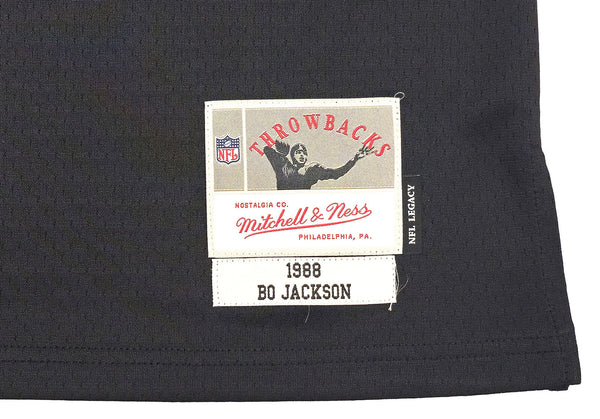 THROWBACKS
NFL
NOSTALGIA CO.
Mitchell & Ness
PHILADELPHIA, PA.
NFL LEGACY
1988
BO JACKSON